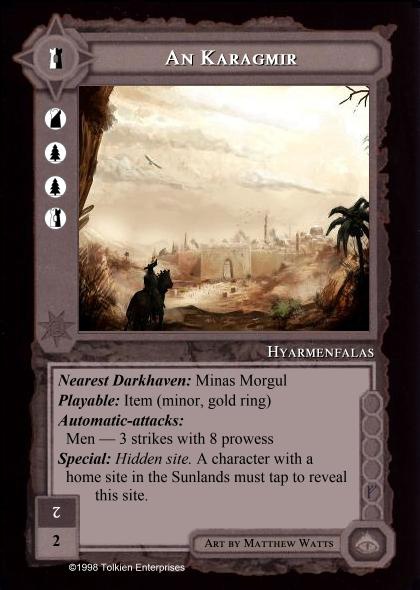 An Karagmir
Hyarmenfalas
Nearest Darkhaven: Minas Morgul
Playable: Item (minor, gold ring)
Automatic-attacks:
Men — 3 strikes with 8 prowess
Special: Hidden site. A character with a
home site in the Sunlands must tap to reveal
this site.
2
2
Art by Matthew Watts
©1998 Tolkien Enterprises